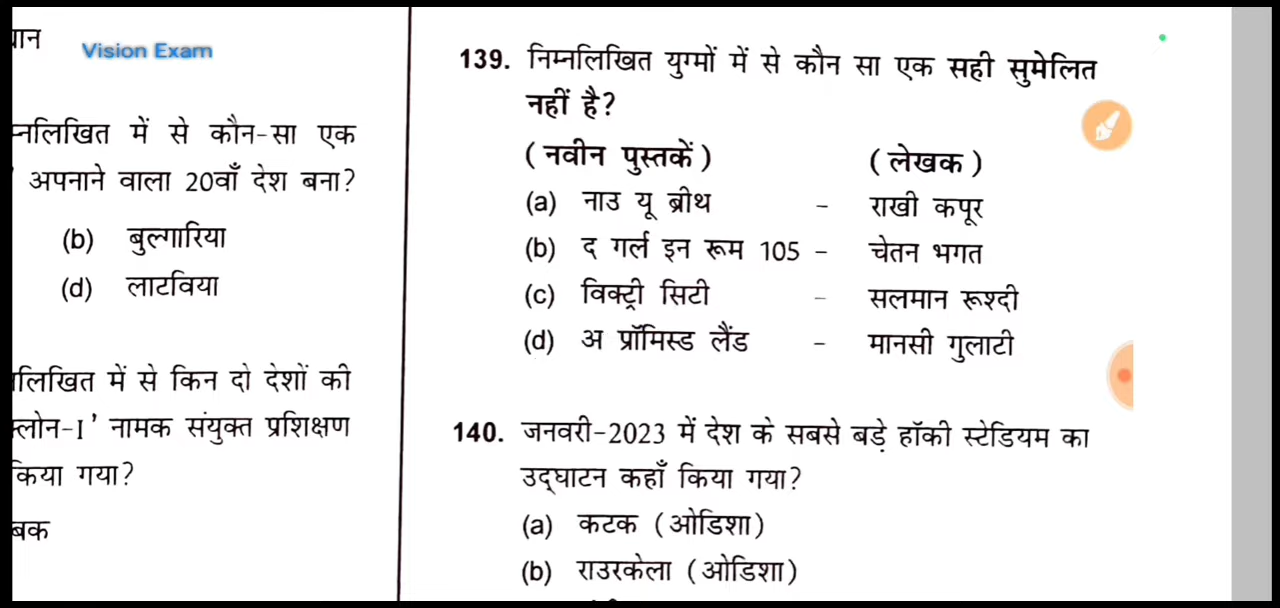 Vision Exam
म्नलिखित में से कौन-सा एक
अपनाने वाला 20वाँ देश बना?
(b) बुल्गारिया
(d) लाटविया
लिखित में से किन दो देशों की
क्लोन-I' नामक संयुक्त प्रशिक्षण
किया गया?
139. निम्नलिखित युग्मों में से कौन सा एक सही सुमेलित
नहीं है?
(नवीन पुस्तकें) (लेखक)
(a) नाउ यू ब्रीथ - राखी कपूर
(b) द गर्ल इन रूम 105 - चेतन भगत
(c) विक्ट्री सिटी - सलमान रूश्दी
(d) अ प्रॉमिस्ड लैंड - मानसी गुलाटी
140. जनवरी-2023 में देश के सबसे बड़े हॉकी स्टेडियम का
उद्घाटन कहाँ किया गया?
(a) कटक (ओडिशा)
(b) राउरकेला (ओडिशा)